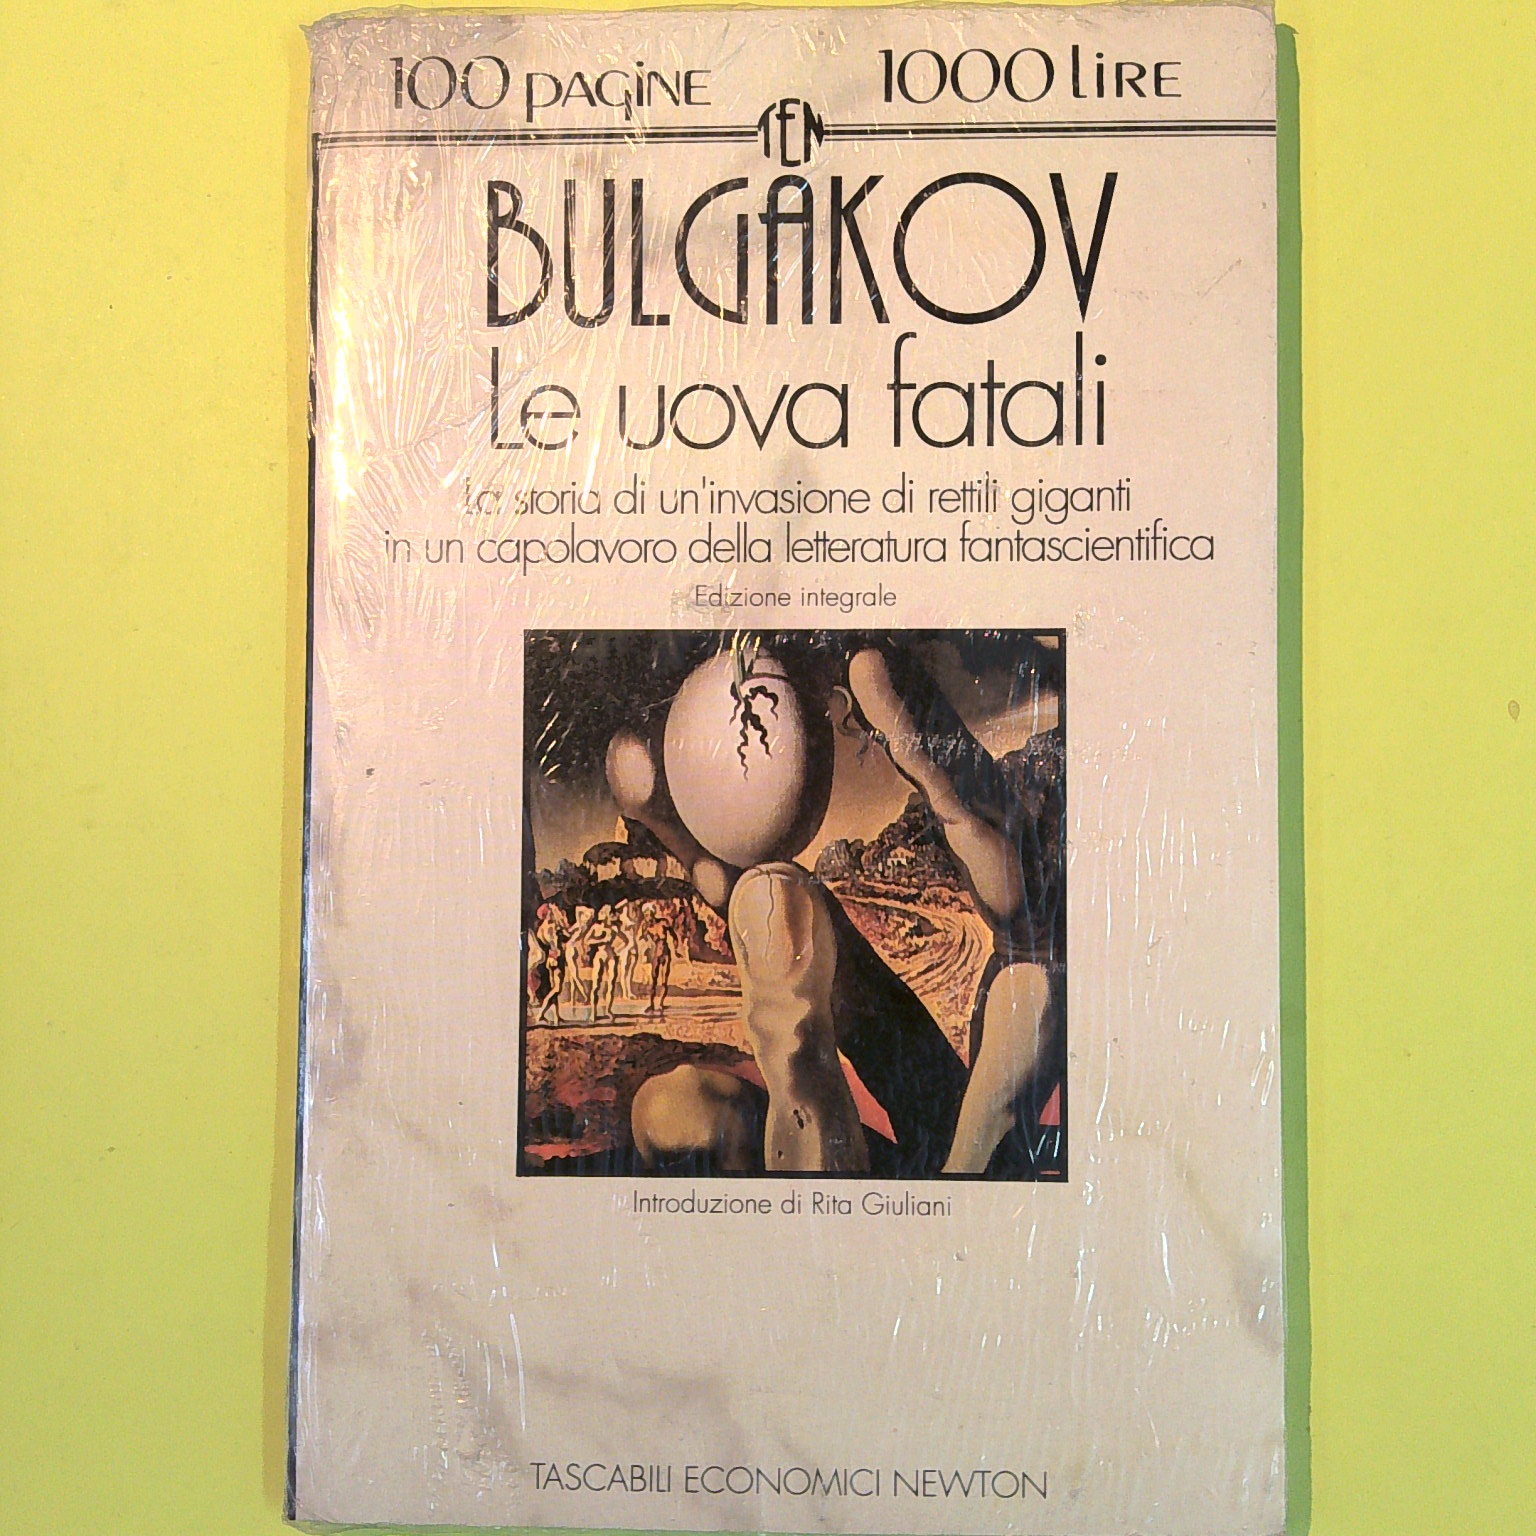 100 pagine 1000 lire
TEN
BULGAKOV
Le uova fatali
La storia di un'invasione di rettili giganti
in un capolavoro della letteratura fantascientifica
Edizione integrale
Introduzione di Rita Giuliani
TASCABILI ECONOMICI NEWTON